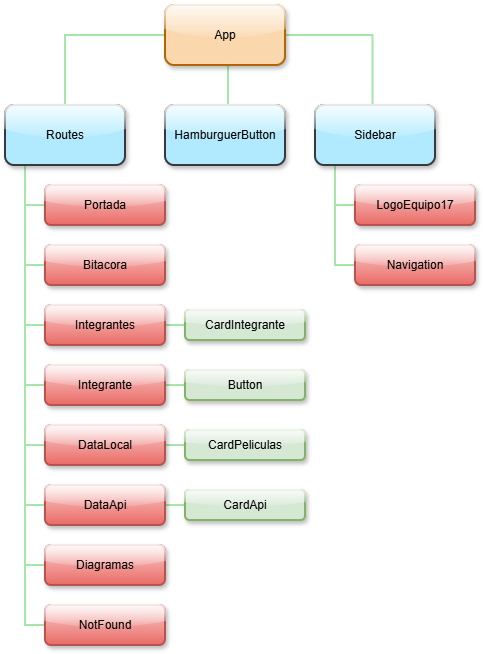 App
Routes
HamburguerButton
Sidebar
Portada
LogoEquipo17
Bitacora
Navigation
Integrantes
CardIntegrante
Integrante
Button
DataLocal
CardPeliculas
DataApi
CardApi
Diagramas
NotFound